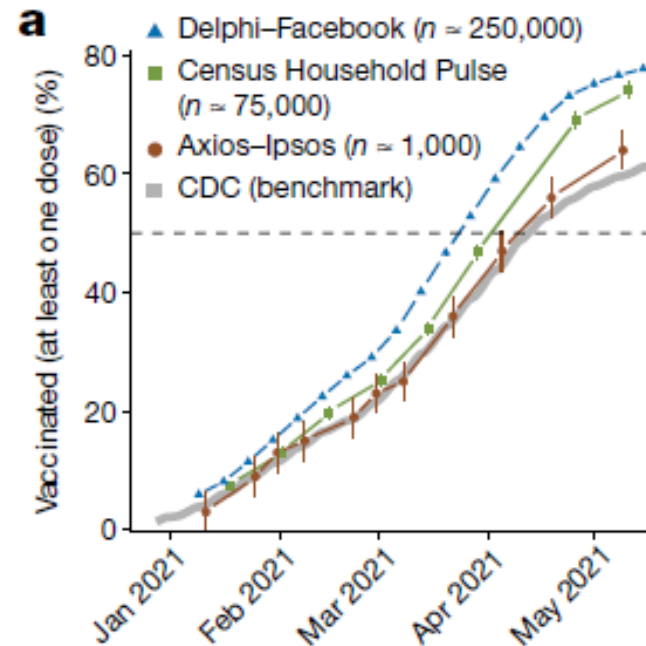 a
Delphi–Facebook (n ≃ 250,000)
Census Household Pulse
(n ≃ 75,000)
Axios–Ipsos (n ≃ 1,000)
CDC (benchmark)
Vaccinated (at least one dose) (%)
80
60
40
20
0
Jan 2021
Feb 2021
Mar 2021
Apr 2021
May 2021